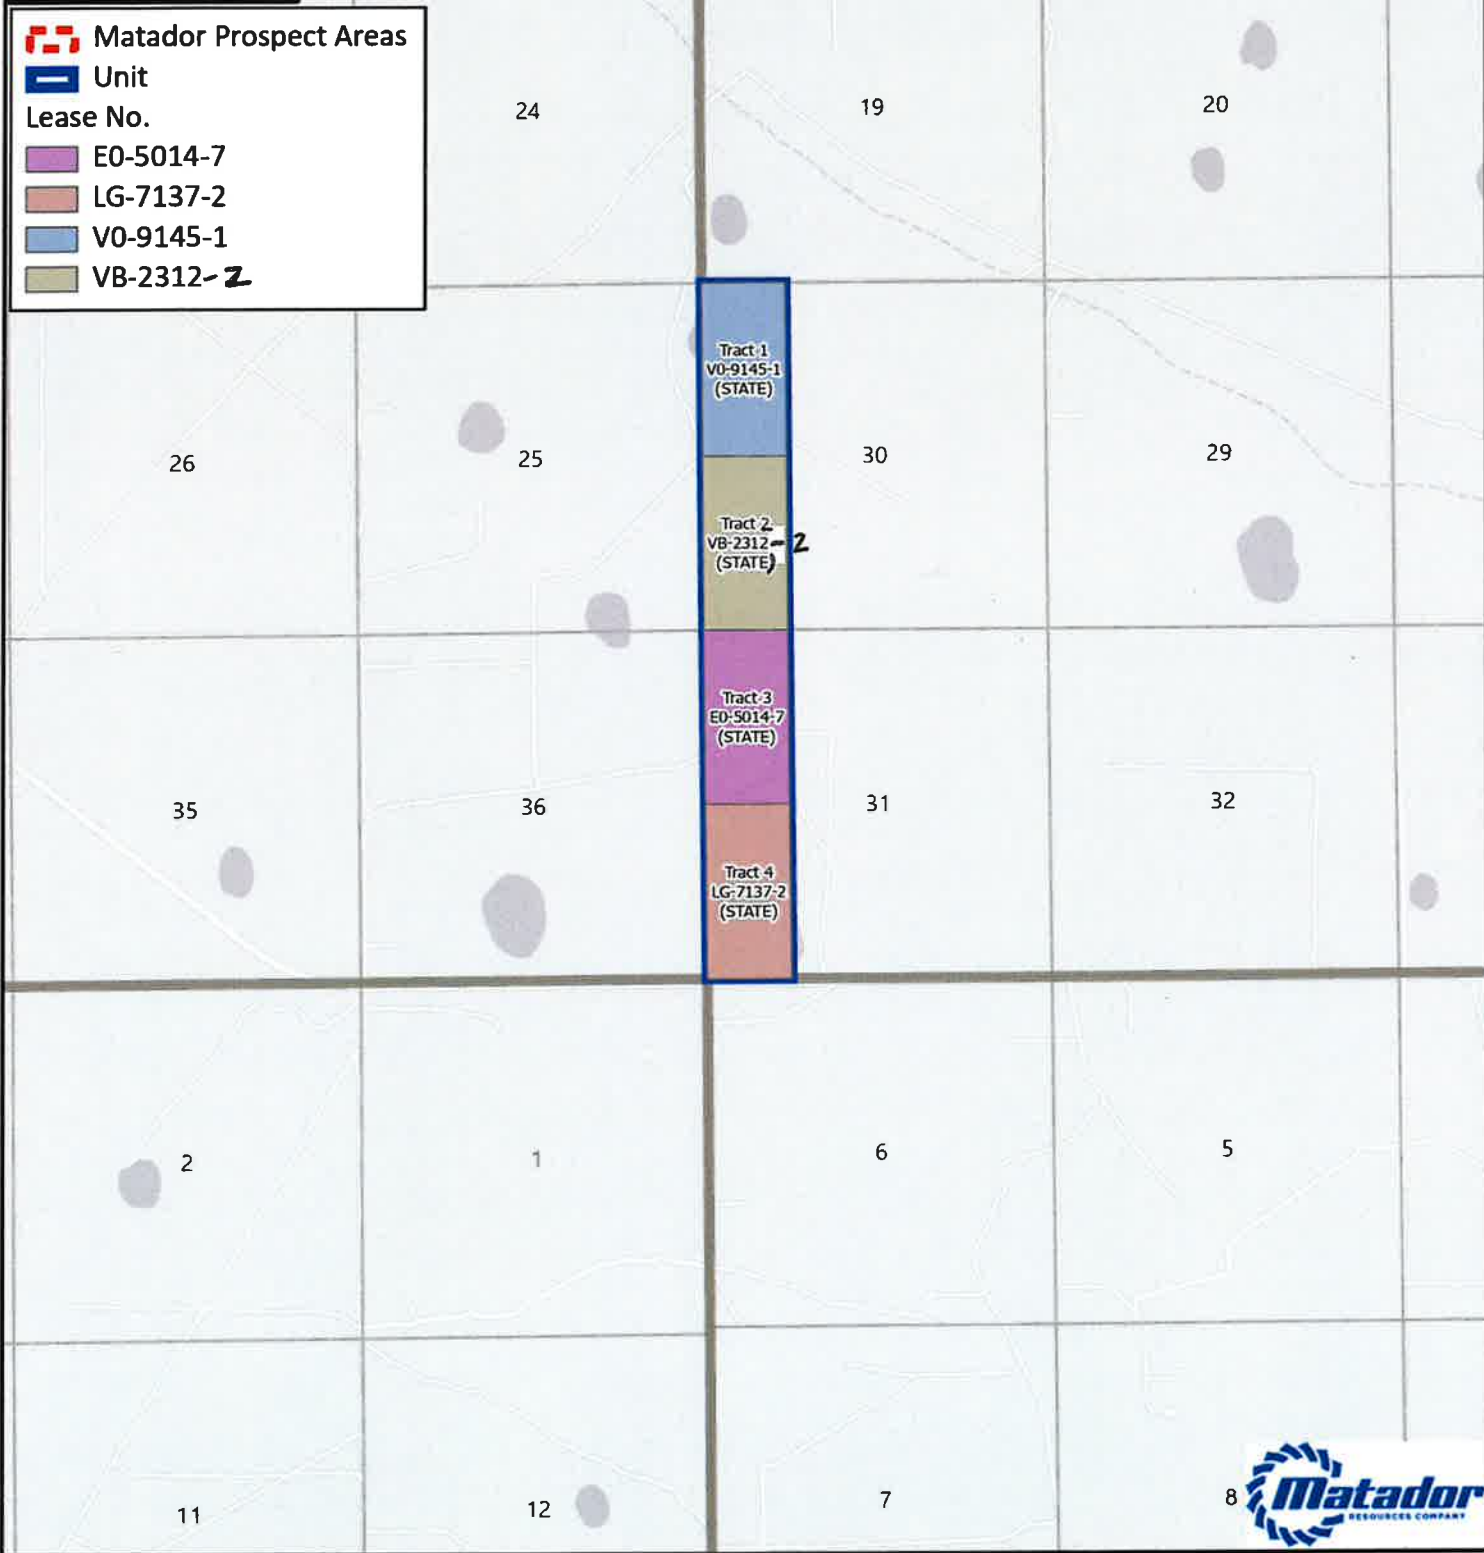 Matador Prospect Areas
Unit
Lease No.
E0-5014-7
LG-7137-2
V0-9145-1
VB-2312-2
24
19
20
Tract 1
V0-9145-1
(STATE)
26
25
30
29
Tract 2
VB-2312-2
(STATE)
Tract 3
E0-5014-7
(STATE)
35
36
31
32
Tract 4
LG-7137-2
(STATE)
2
1
6
5
11
12
7
8
Matador
RESOURCES COMPANY